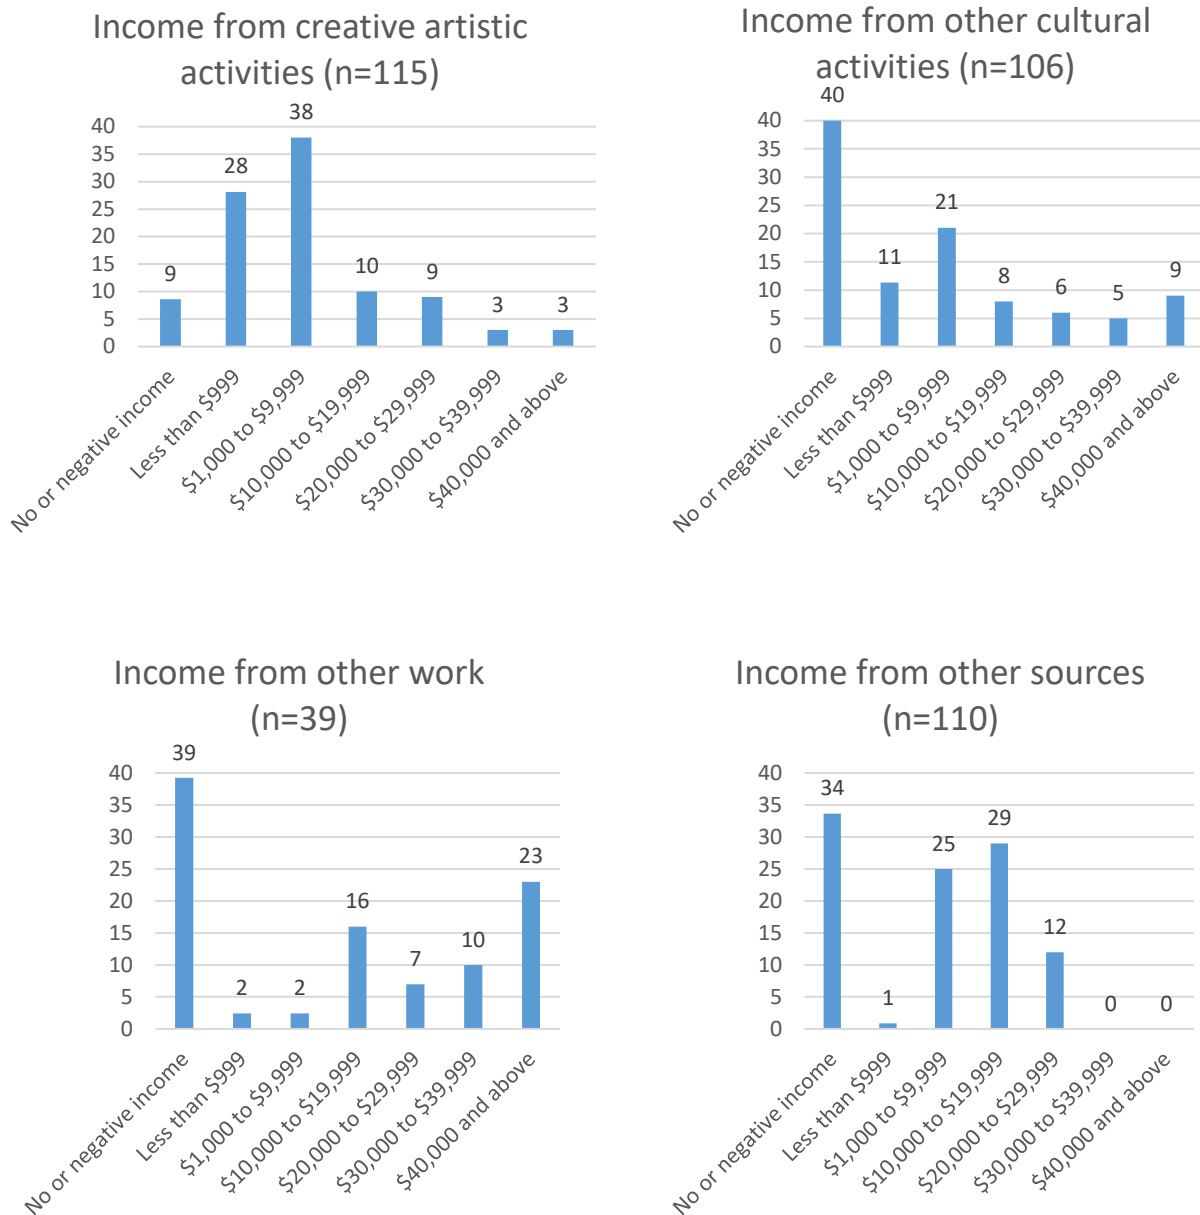 Income from creative artistic
activities (n=115)
40
35
30
25
20
15
10
5
0
9
28
38
10
9
3
3
No or negative income
Less than $999
$1,000 to $9,999
$10,000 to $19,999
$20,000 to $29,999
$30,000 to $39,999
$40,000 and above
Income from other cultural
activities (n=106)
40
35
30
25
20
15
10
5
0
40
11
21
8
6
5
9
No or negative income
Less than $999
$1,000 to $9,999
$10,000 to $19,999
$20,000 to $29,999
$30,000 to $39,999
$40,000 and above
Income from other work
(n=39)
40
35
30
25
20
15
10
5
0
39
2
2
16
7
10
23
No or negative income
Less than $999
$1,000 to $9,999
$10,000 to $19,999
$20,000 to $29,999
$30,000 to $39,999
$40,000 and above
Income from other sources
(n=110)
40
35
30
25
20
15
10
5
0
34
1
25
29
12
0
0
No or negative income
Less than $999
$1,000 to $9,999
$10,000 to $19,999
$20,000 to $29,999
$30,000 to $39,999
$40,000 and above